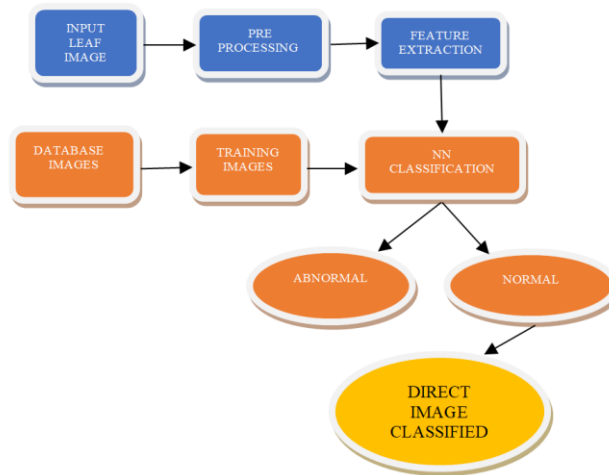 INPUT
LEAF
IMAGE
PRE
PROCESSING
FEATURE
EXTRACTION
DATABASE
IMAGES
TRAINING
IMAGES
NN
CLASSIFICATION
ABNORMAL
NORMAL
DIRECT
IMAGE
CLASSIFIED